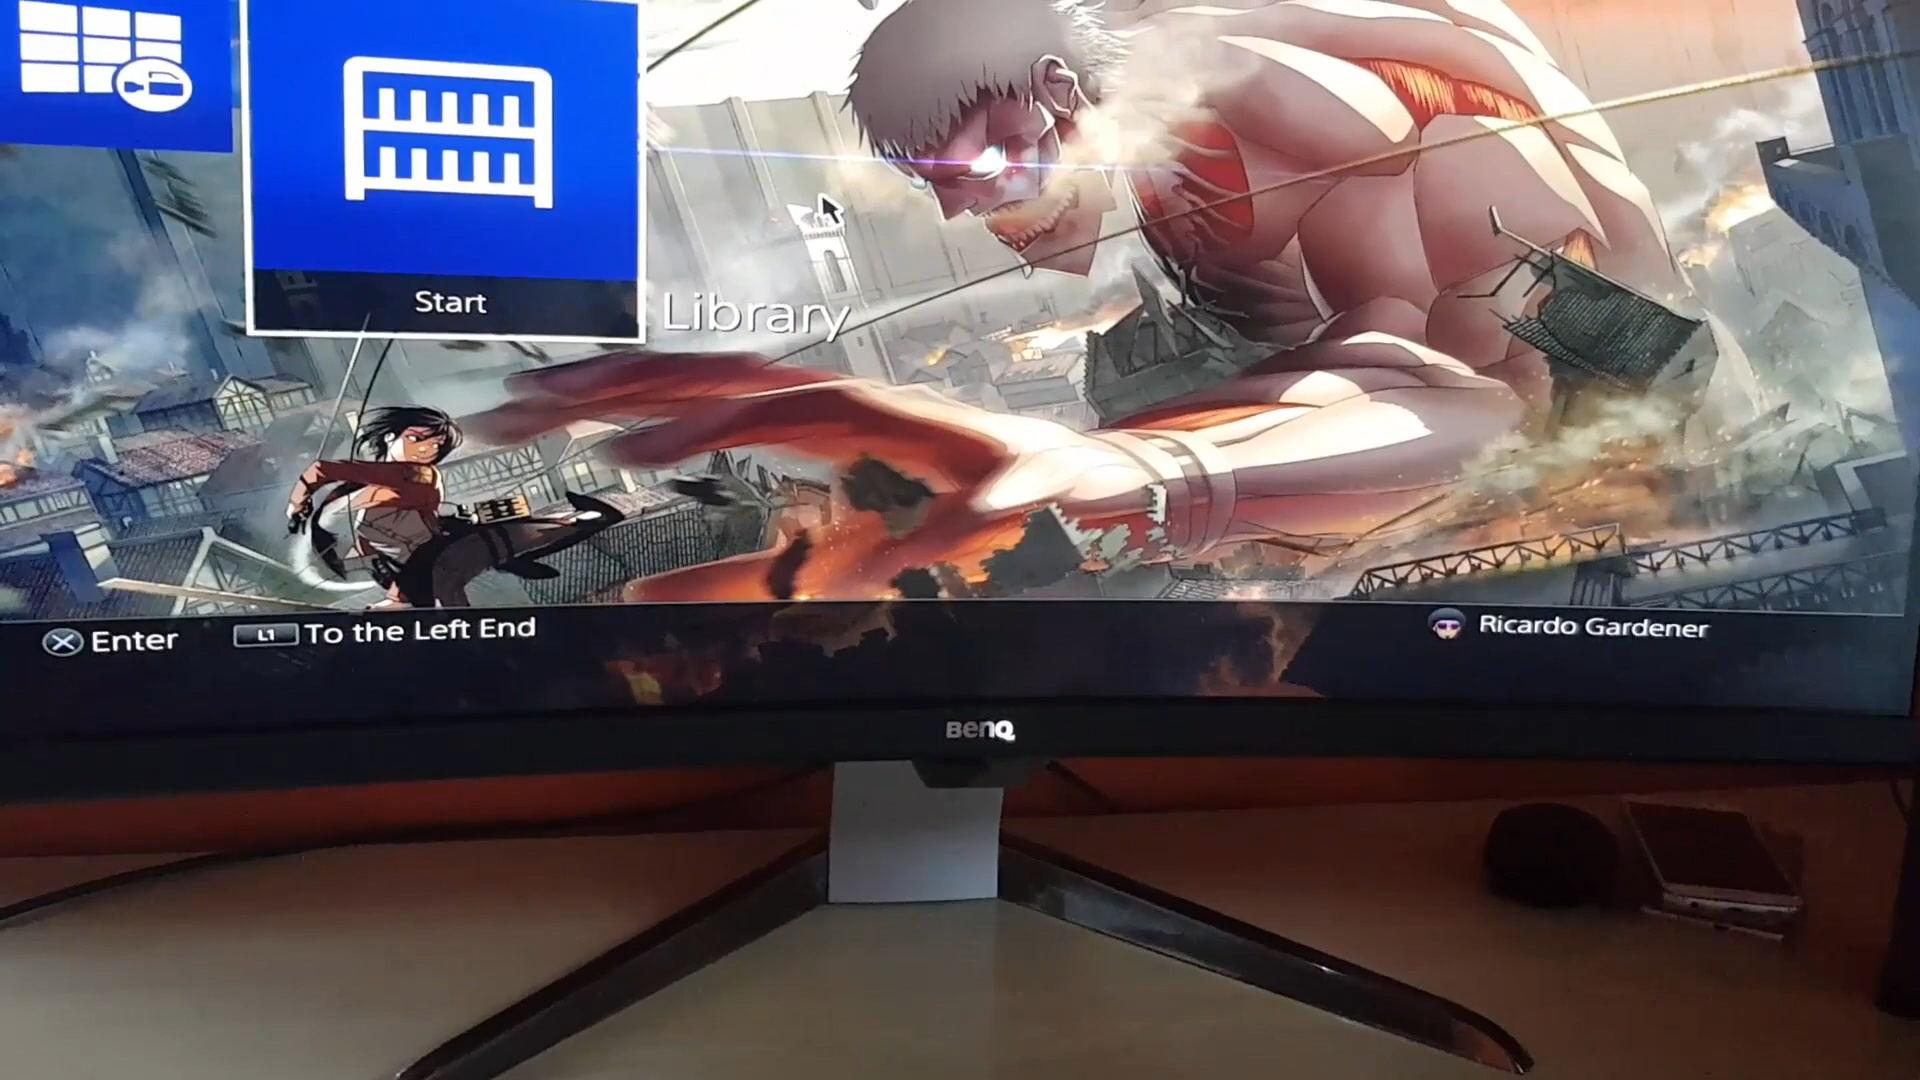 Start
Library
Enter
L1 To the Left End
Ricardo Gardener
BenQ